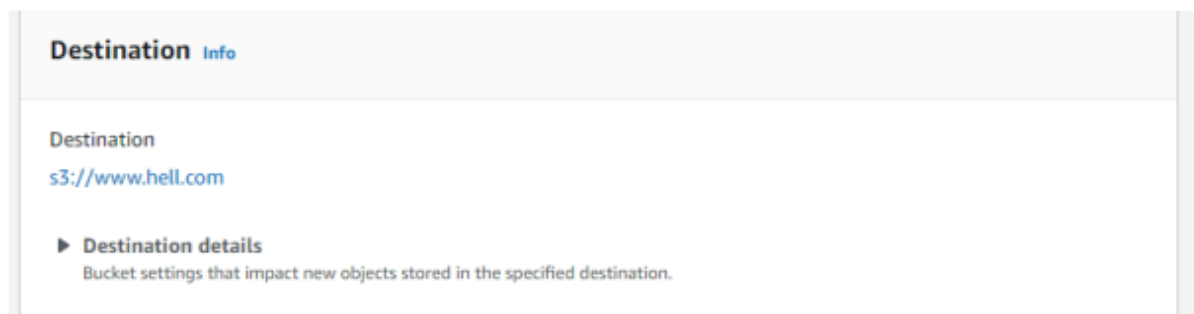 Destination Info
Destination
s3://www.hell.com
Destination details
Bucket settings that impact new objects stored in the specified destination.